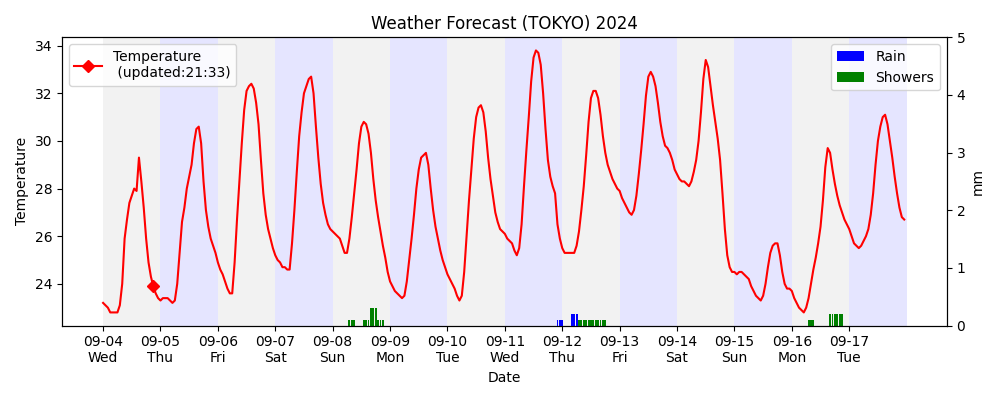 Weather Forecast (TOKYO) 2024
Temperature
(updated:21:33)
Rain
Showers
Temperature
34
32
30
28
26
24
5
4
3
2
1
0
mm
09-04 09-05 09-06 09-07 09-08 09-09 09-10 09-11 09-12 09-13 09-14 09-15 09-16 09-17
Wed Thu Fri Sat Sun Mon Tue Wed Thu Fri Sat Sun Mon Tue
Date